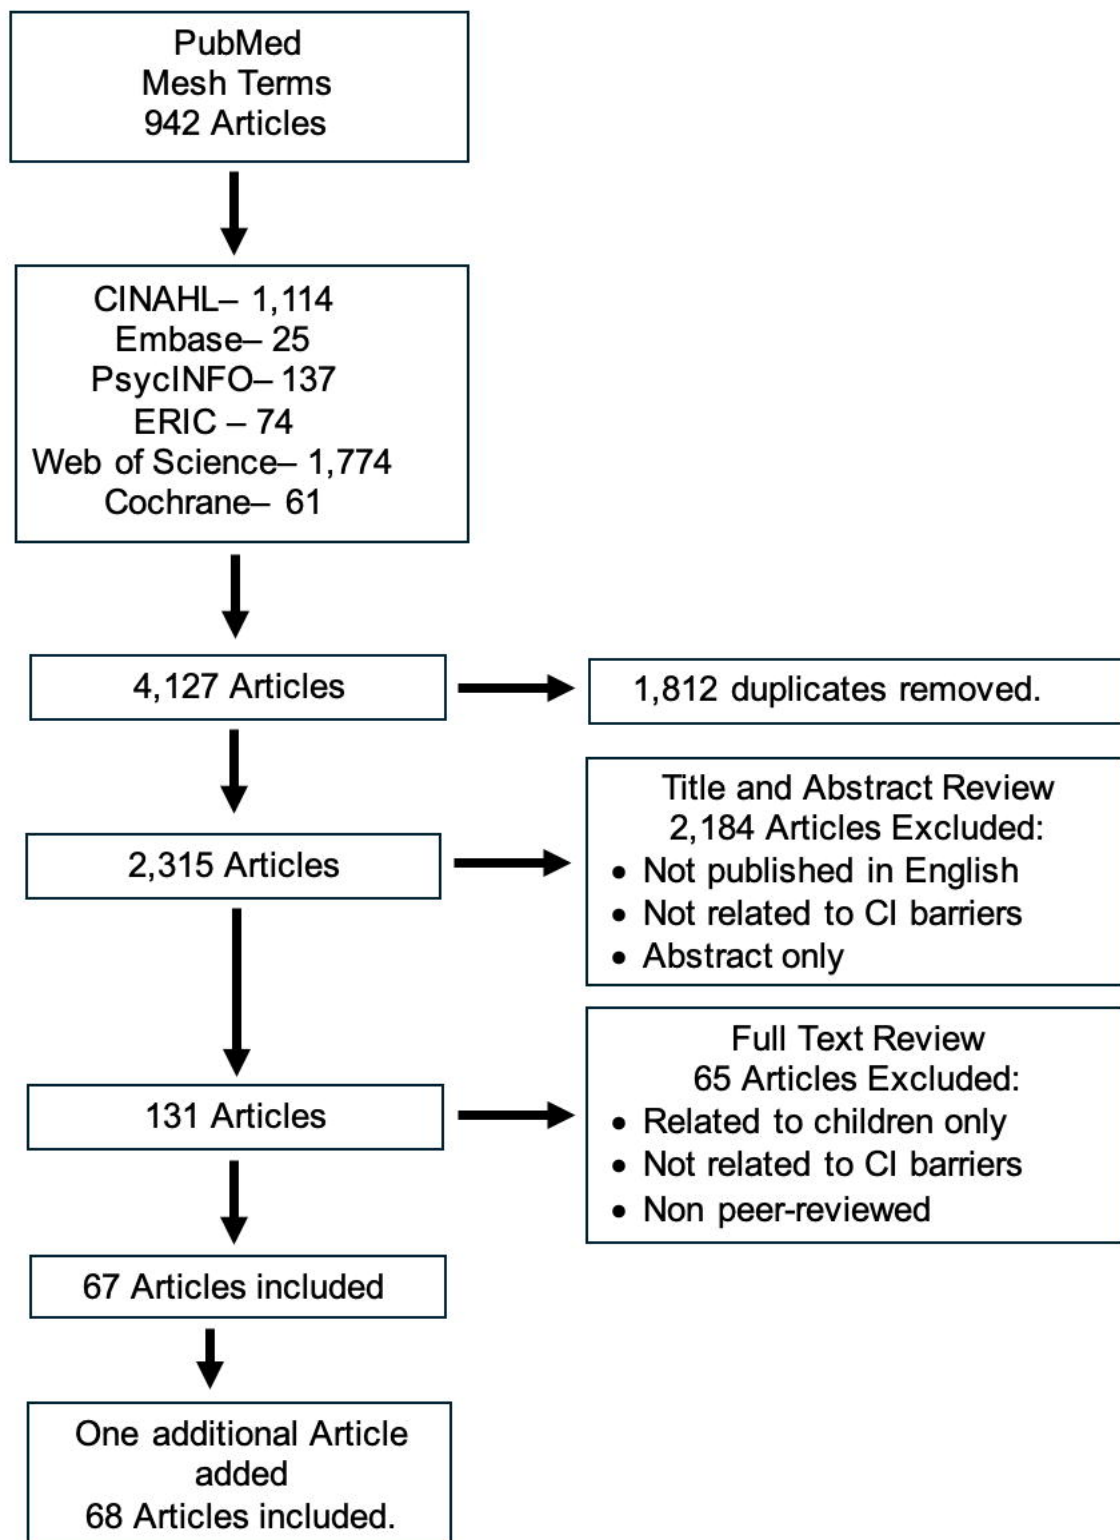 PubMed
Mesh Terms
942 Articles
CINAHL– 1,114
Embase– 25
PsycINFO– 137
ERIC – 74
Web of Science– 1,774
Cochrane– 61
4,127 Articles
1,812 duplicates removed.
Title and Abstract Review
2,184 Articles Excluded:
• Not published in English
• Not related to CI barriers
• Abstract only
2,315 Articles
Full Text Review
65 Articles Excluded:
• Related to children only
• Not related to CI barriers
• Non peer-reviewed
131 Articles
67 Articles included
One additional Article
added
68 Articles included.